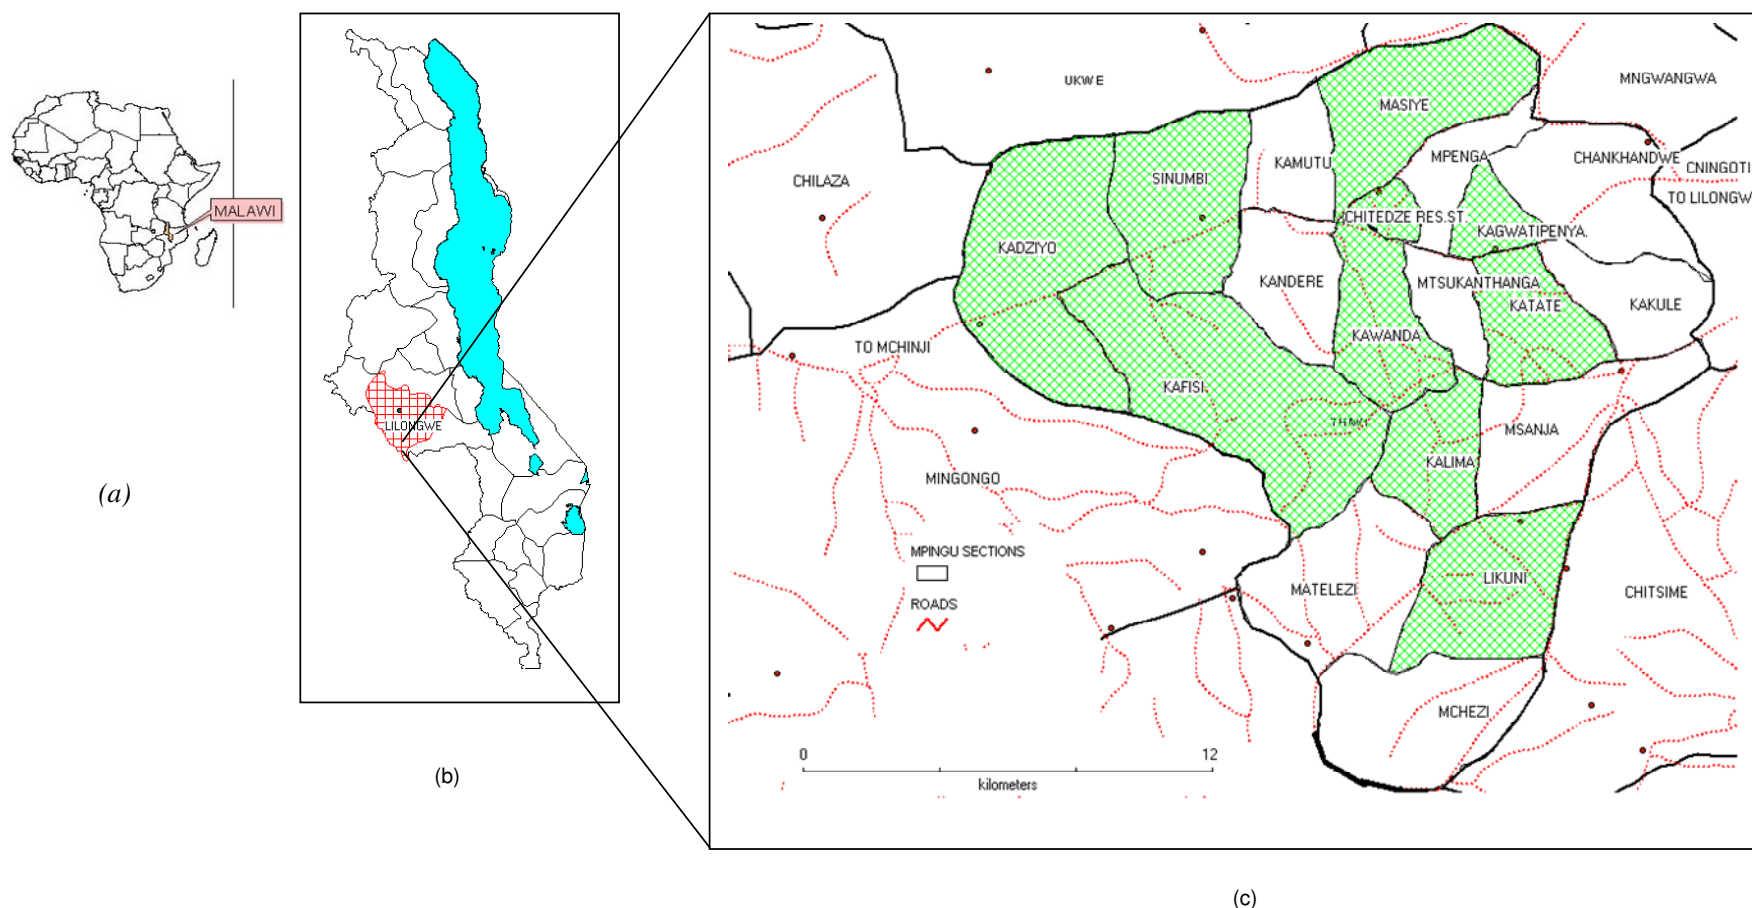 MALAWI
(a)
LILONGWE
(b)
UKWE
MNGWANGWA
MASIYE
KAMUTU
MPENGA
CHANKHANDWE
CNINGOTI
CHILAZA
SINUMBI
TO LILONGW
CHITEDZE RES.ST.
KAGWATIPENYA.
KADZIYO
KANDERE
MTSUKANTHANGA
KATATE
KAKULE
TO MCHINJI
KAWANDA
KAFISI
MSANJA
KALIMA
MINGONGO
MPINGU SECTIONS
ROADS
MATELEZI
LIKUNI
CHITSIME
MCHEZI
0 12
kilometers
(c)